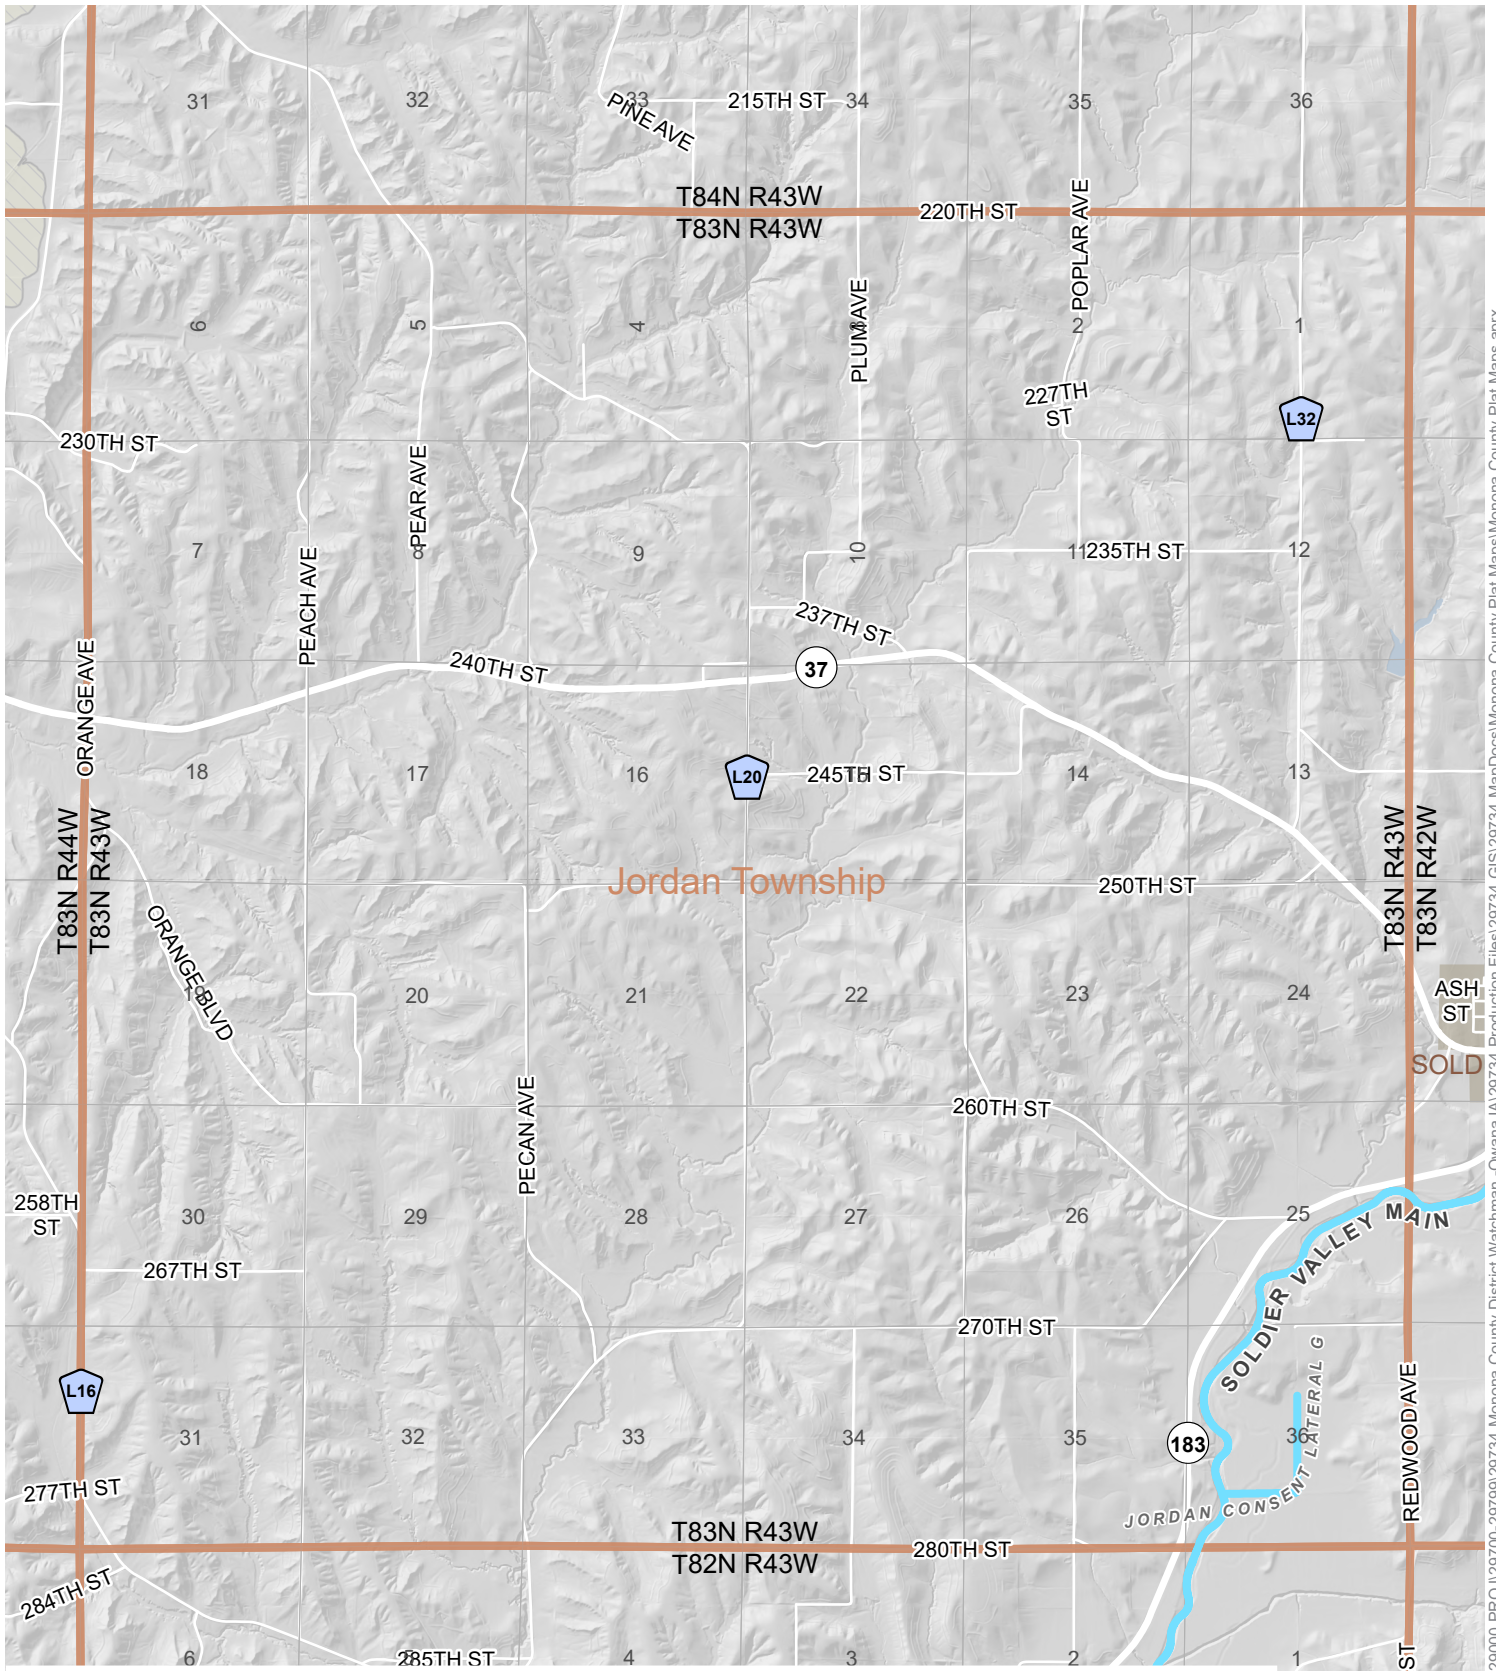 31
32
33
215TH ST
34
35
36
PINE AVE
T84N R43W
220TH ST
T83N R43W
POPLAR AVE
6
5
4
PLUM AVE
2
1
227TH
ST
L32
230TH ST
PEAR AVE
7
8
9
10
11
235TH ST
12
PEACH AVE
237TH ST
ORANGE AVE
240TH ST
37
18
17
16
L20
245TH ST
14
13
T83N R44W
T83N R43W
Jordan Township
250TH ST
T83N R43W
T83N R42W
ORANGE BLVD
19
20
21
22
23
24
ASH
ST
SOLD
PECAN AVE
260TH ST
258TH
ST
30
29
28
27
26
25
SOLDIER VALLEY MAIN
267TH ST
270TH ST
L16
31
32
33
34
35
183
36
JORDAN CONSENT LATERAL G
REDWOOD AVE
277TH ST
T83N R43W
280TH ST
T82N R43W
284TH ST
6
285TH ST
4
3
2
1
ST